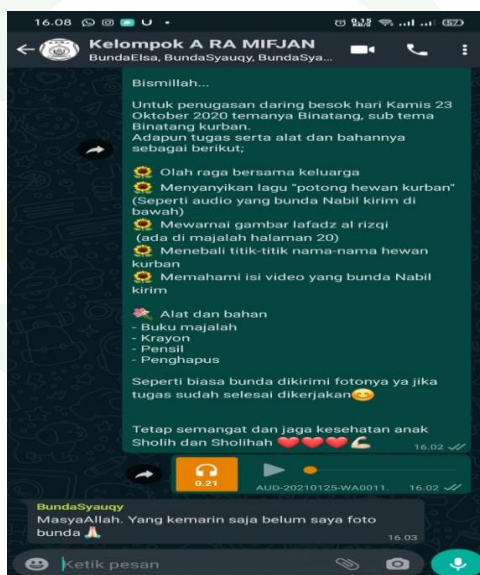 16.08
Kelompok A RA MIFJAN
BundaElsa, BundaSyauqy, BundaSya...
Bismillah...
Untuk penugasan daring besok hari Kamis 23
Oktober 2020 temanya Binatang, sub tema
Binatang kurban.
Adapun tugas serta alat dan bahannya
sebagai berikut;
🌻 Olah raga bersama keluarga
🌻 Menyanyikan lagu "potong hewan kurban"
(Seperti audio yang bunda Nabil kirim di
bawah)
🌻 Mewarnai gambar lafadz al rizqi
(ada di majalah halaman 20)
🌻 Menebali titik-titik nama-nama hewan
kurban
🌻 Memahami isi video yang bunda Nabil
kirim
Alat dan bahan
- Buku majalah
- Krayon
- Pensil
- Penghapus
Seperti biasa bunda dikirimi fotonya ya jika
tugas sudah selesai dikerjakan😊
Tetap semangat dan jaga kesehatan anak
Sholih dan Sholihah ❤️❤️❤️💪
16.02
0.21
AUD-20210125-WA0011.
16.02
BundaSyauqy
MasyaAllah. Yang kemarin saja belum saya foto
bunda 🙏
16.03
Ketik pesan